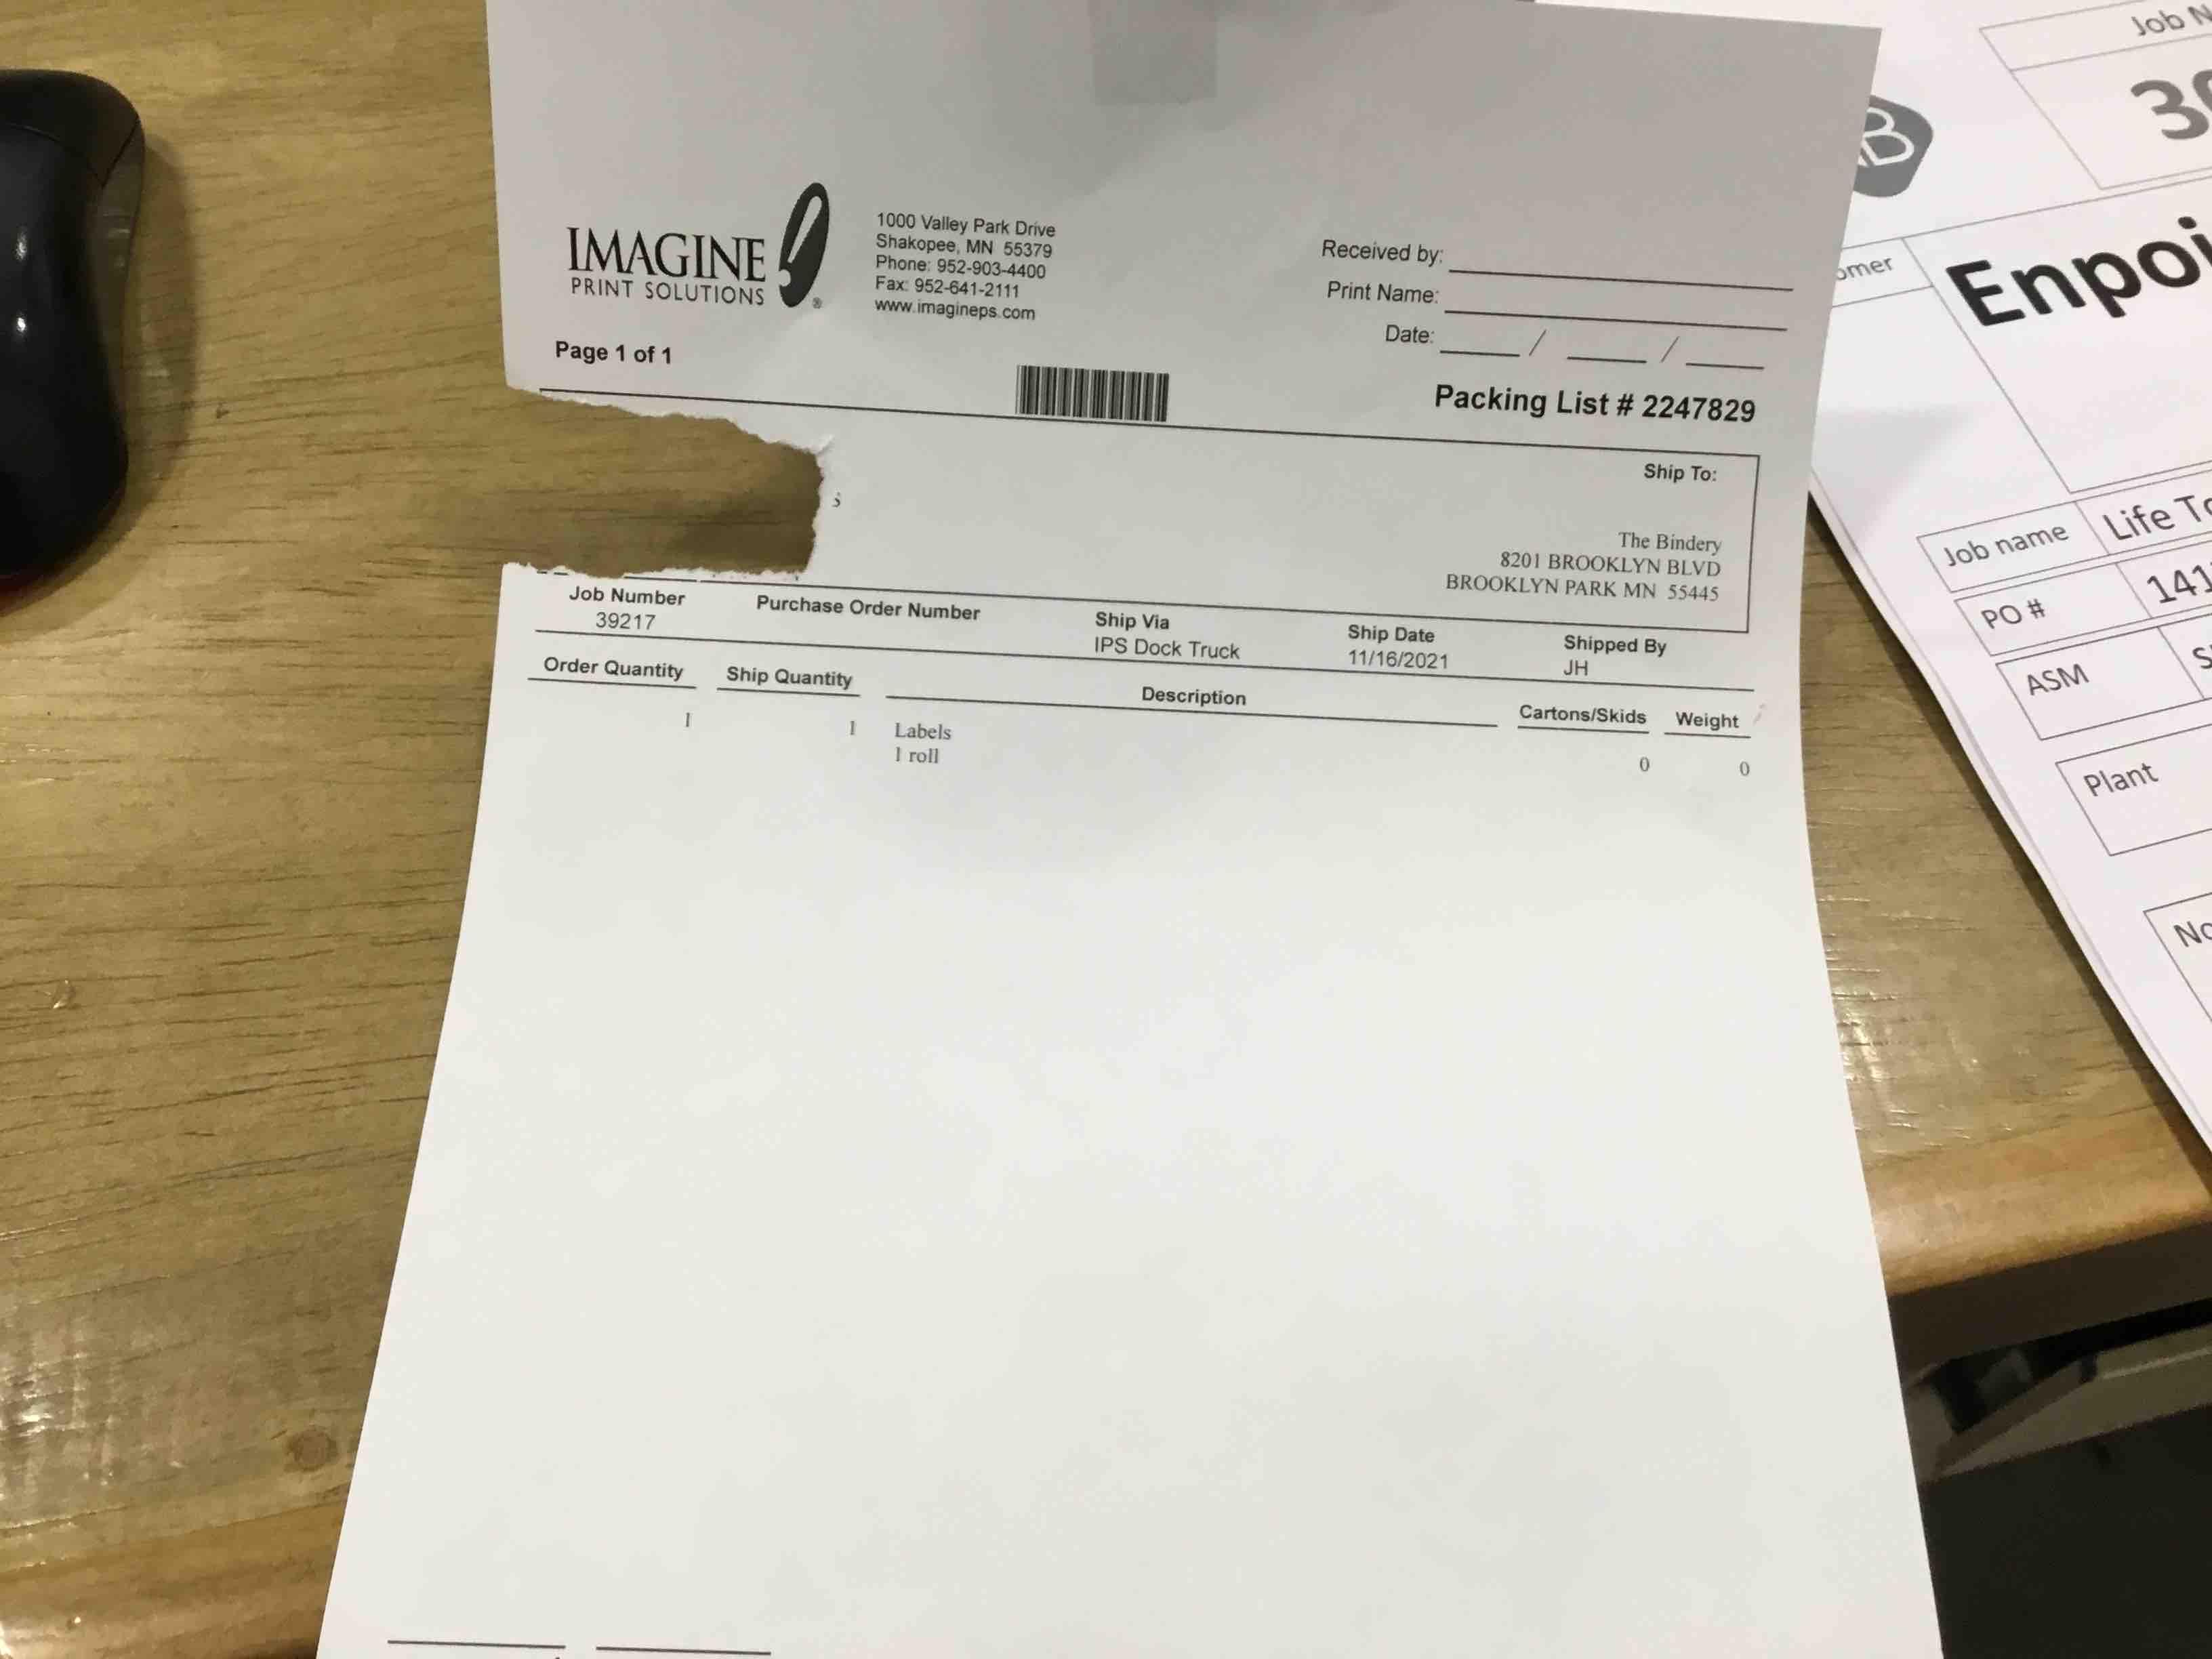 IMAGINE
PRINT SOLUTIONS
®
1000 Valley Park Drive
Shakopee, MN 55379
Phone: 952-903-4400
Fax: 952-641-2111
www.imagineps.com
Received by:
Print Name:
Date: / /
Page 1 of 1
Packing List # 2247829
Ship To:
s
The Bindery
8201 BROOKLYN BLVD
BROOKLYN PARK MN 55445
Job Number Purchase Order Number Ship Via Ship Date Shipped By
39217 IPS Dock Truck 11/16/2021 JH
Order Quantity Ship Quantity Description Cartons/Skids Weight
1 1 Labels 0 0
1 roll
B
Job N
omer
Enpoi
Job name Life To
PO # 141
ASM S
Plant
No